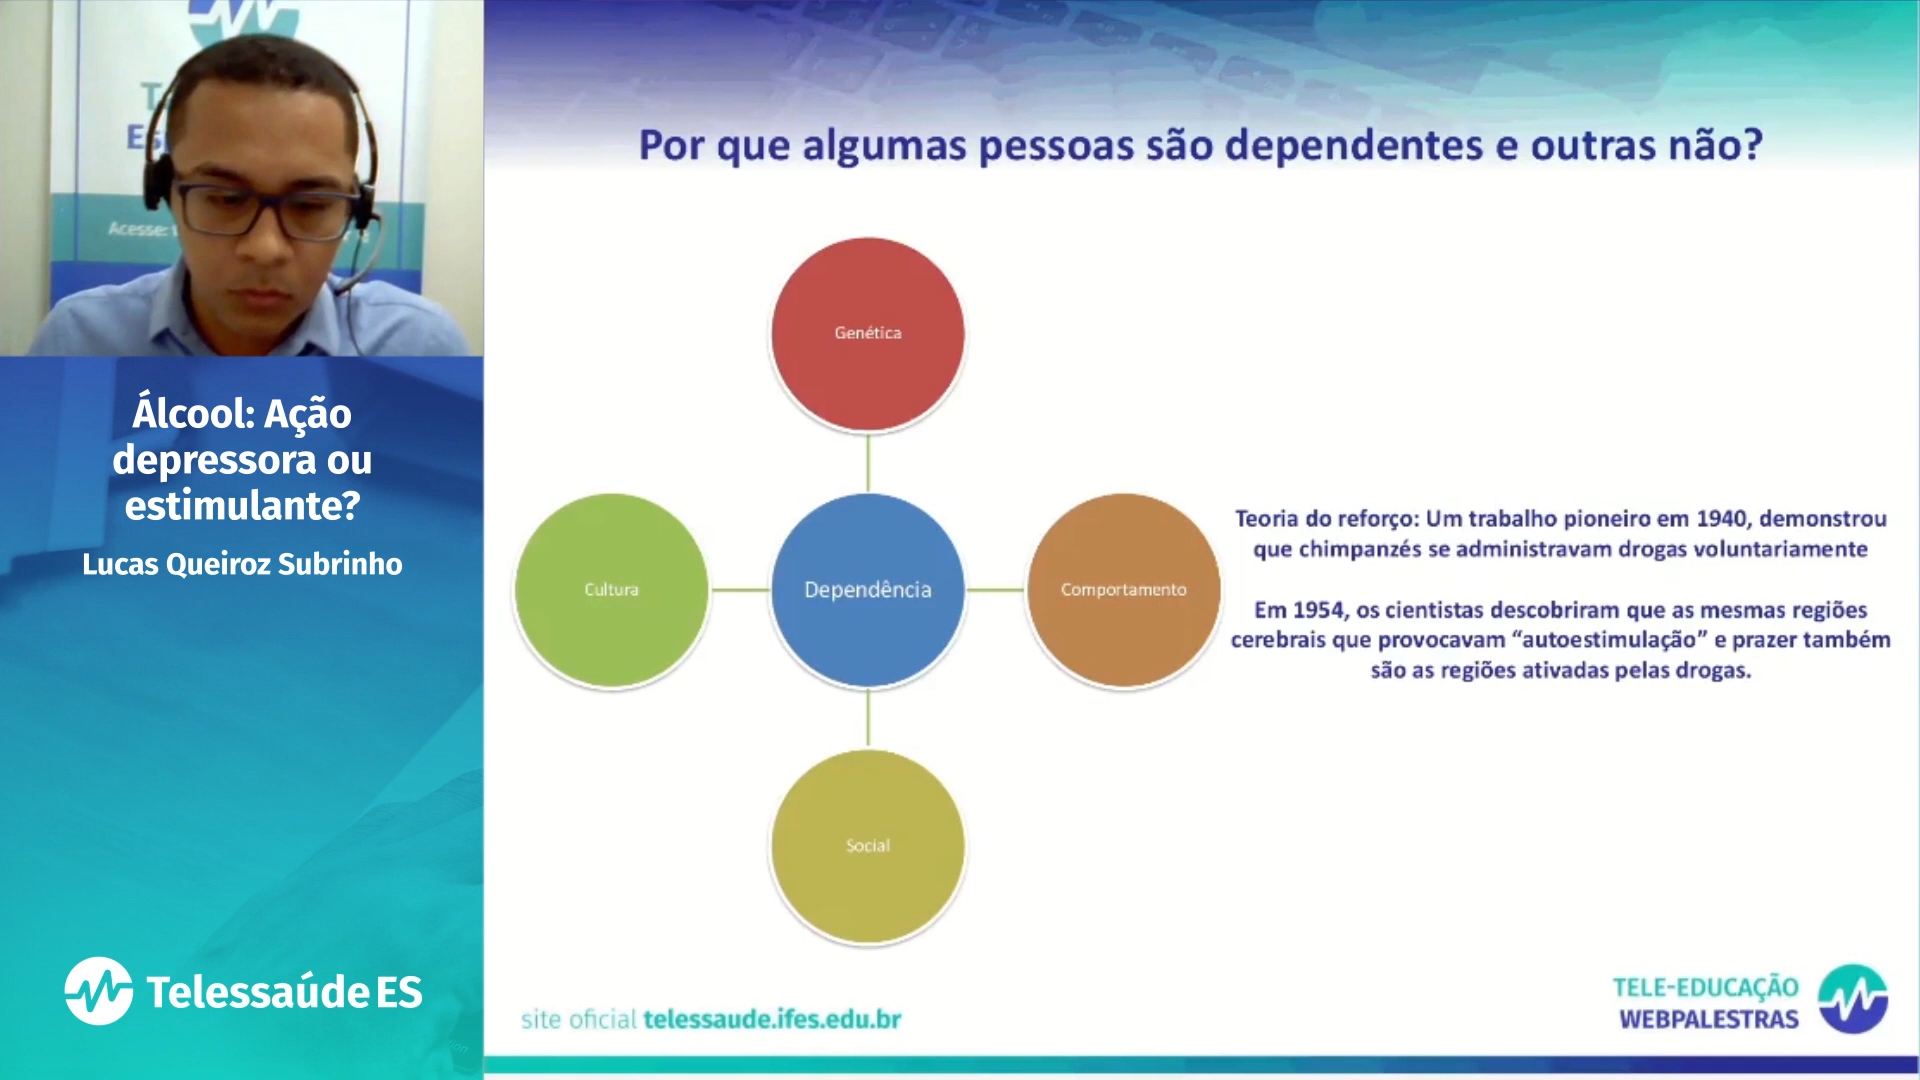 Acesse:
Álcool: Ação
depressora ou
estimulante?
Lucas Queiroz Subrinho
Telessaúde ES
Por que algumas pessoas são dependentes e outras não?
Genética
Cultura
Dependência
Comportamento
Social
Teoria do reforço: Um trabalho pioneiro em 1940, demonstrou
que chimpanzés se administravam drogas voluntariamente
Em 1954, os cientistas descobriram que as mesmas regiões
cerebrais que provocavam “autoestimulação” e prazer também
são as regiões ativadas pelas drogas.
site oficial telessaude.ifes.edu.br
TELE-EDUCAÇÃO
WEBPALESTRAS